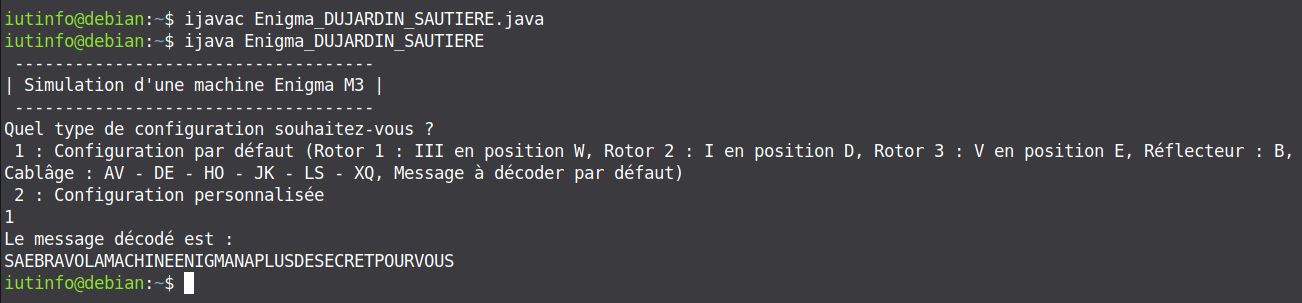 iutinfo@debian:~$ ijavac Enigma_DUJARDIN_SAUTIERE.java
iutinfo@debian:~$ ijava Enigma_DUJARDIN_SAUTIERE
 ------------------------------------
| Simulation d'une machine Enigma M3 |
 ------------------------------------
Quel type de configuration souhaitez-vous ?
 1 : Configuration par défaut (Rotor 1 : III en position W, Rotor 2 : I en position D, Rotor 3 : V en position E, Réflecteur : B,
Cablâge : AV - DE - HO - JK - LS - XQ, Message à décoder par défaut)
 2 : Configuration personnalisée
1
Le message décodé est :
SAEBRAVOLAMACHINEENIGMANAPLUSDESECRETPOURVOUS
iutinfo@debian:~$